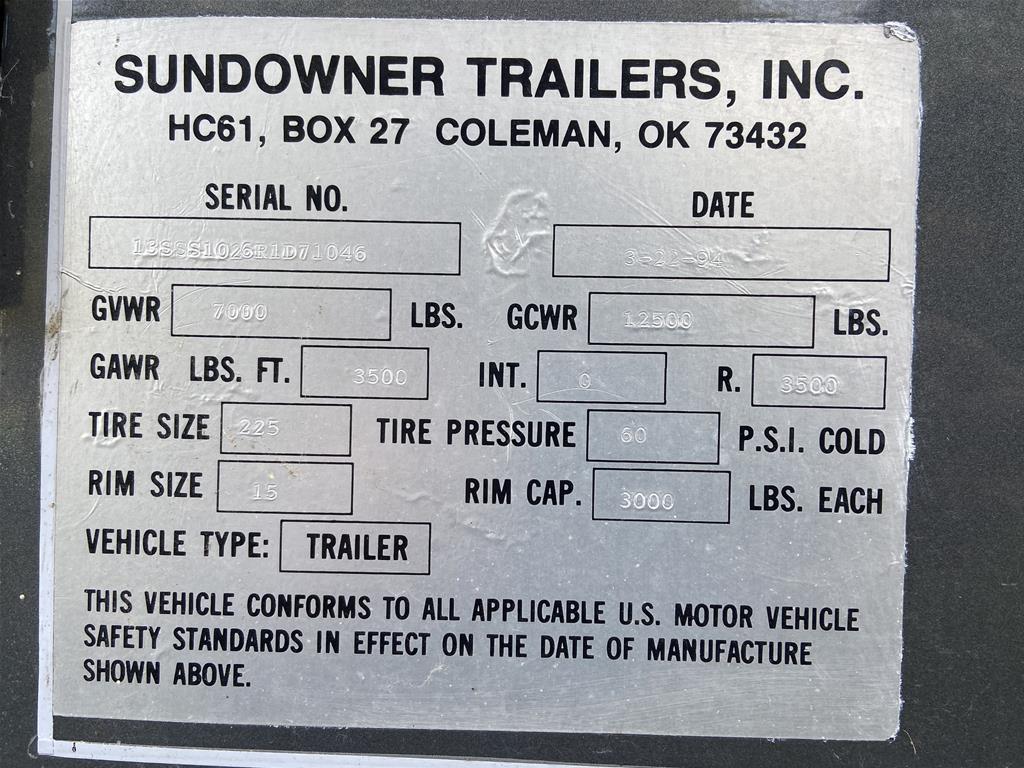 SUNDOWNER TRAILERS, INC.
HC61, BOX 27 COLEMAN, OK 73432
SERIAL NO. DATE
13SSS1026R1D71046 3-22-94
GVWR 7000 LBS. GCWR 12500 LBS.
GAWR LBS. FT. 3500 INT. 0 R. 3500
TIRE SIZE 225 TIRE PRESSURE 60 P.S.I. COLD
RIM SIZE 15 RIM CAP. 3000 LBS. EACH
VEHICLE TYPE: TRAILER
THIS VEHICLE CONFORMS TO ALL APPLICABLE U.S. MOTOR VEHICLE
SAFETY STANDARDS IN EFFECT ON THE DATE OF MANUFACTURE
SHOWN ABOVE.